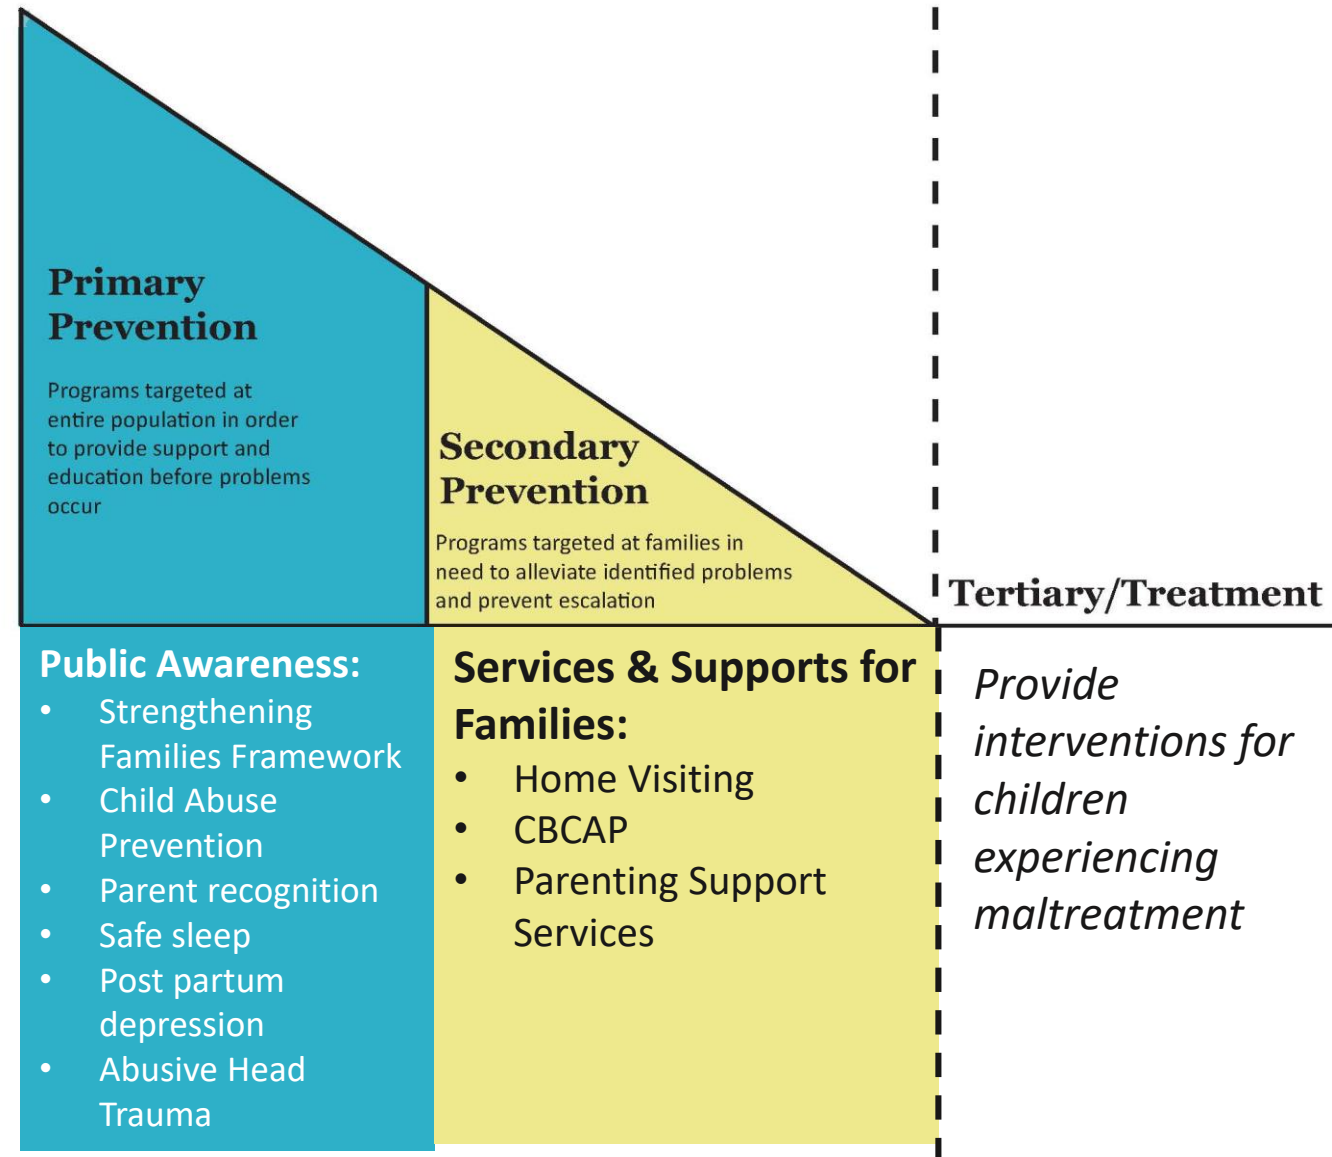 Primary
Prevention
Programs targeted at
entire population in order
to provide support and
education before problems
occur
Secondary
Prevention
Programs targeted at families in
need to alleviate identified problems
and prevent escalation
Tertiary/Treatment
Public Awareness:
• Strengthening
Families Framework
• Child Abuse
Prevention
• Parent recognition
• Safe sleep
• Post partum
depression
• Abusive Head
Trauma
Services & Supports for
Families:
• Home Visiting
• CBCAP
• Parenting Support
Services
Provide
interventions for
children
experiencing
maltreatment